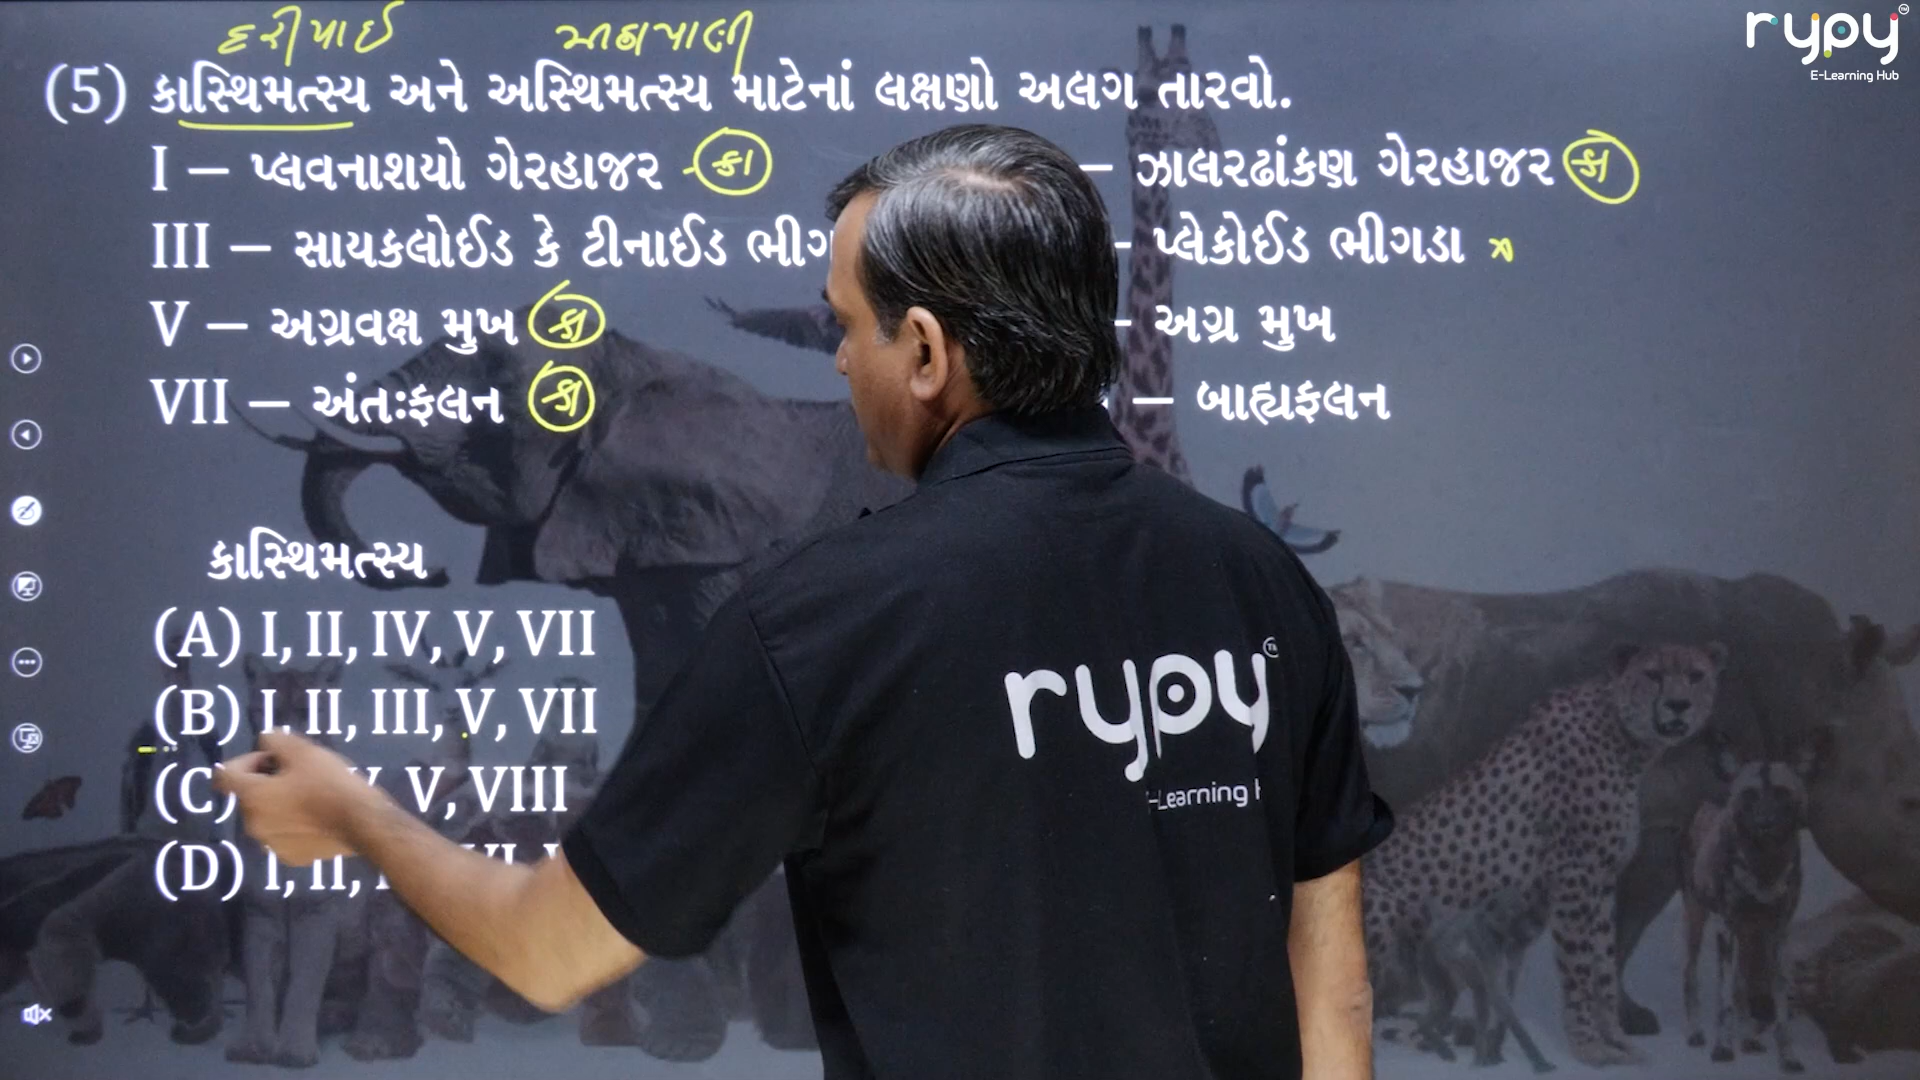 દરીયાઈ મીઠાપાણી
rypy
E-Learning Hub
(5) કાસ્થિમત્સ્ય અને અસ્થિમત્સ્ય માટેનાં લક્ષણો અલગ તારવો.
I – પ્લવનાશયો ગેરહાજર કા – ઝાલરઢાંકણ ગેરહાજર કા
III – સાયકલોઈડ કે ટીનાઈડ – પ્લેકોઈડ ભીગડા
V – અગ્રવક્ષ મુખ કા – અગ્ર મુખ
VII – અંતઃફલન કા – બાહ્યફલન
કાસ્થિમત્સ્ય
(A) I, II, IV, V, VII
(B) I, II, III, V, VII
(C) V, VIII
(D) I, II,
rypy
E-Learning